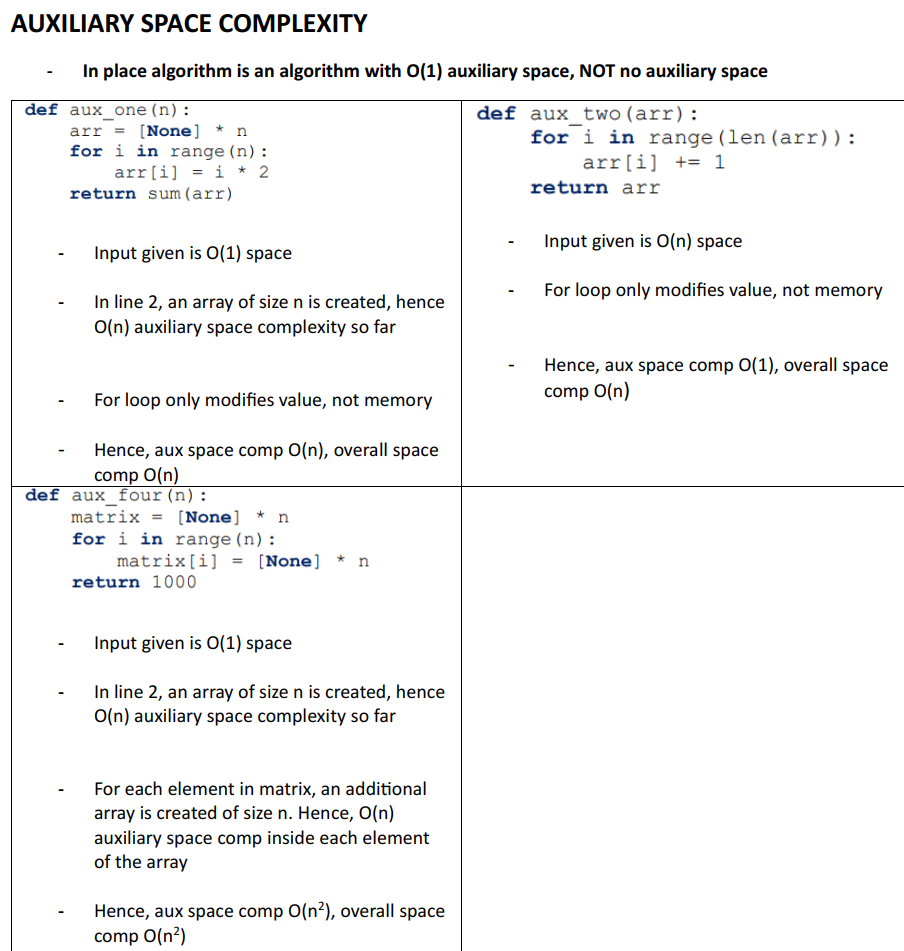 AUXILIARY SPACE COMPLEXITY
- In place algorithm is an algorithm with O(1) auxiliary space, NOT no auxiliary space
def aux_one(n):
    arr = [None] * n
    for i in range(n):
        arr[i] = i * 2
    return sum(arr)
- Input given is O(1) space
- In line 2, an array of size n is created, hence
O(n) auxiliary space complexity so far
- For loop only modifies value, not memory
- Hence, aux space comp O(n), overall space
comp O(n)
def aux_two(arr):
    for i in range(len(arr)):
        arr[i] += 1
    return arr
- Input given is O(n) space
- For loop only modifies value, not memory
- Hence, aux space comp O(1), overall space
comp O(n)
def aux_four(n):
    matrix = [None] * n
    for i in range(n):
        matrix[i] = [None] * n
    return 1000
- Input given is O(1) space
- In line 2, an array of size n is created, hence
O(n) auxiliary space complexity so far
- For each element in matrix, an additional
array is created of size n. Hence, O(n)
auxiliary space comp inside each element
of the array
- Hence, aux space comp O(n²), overall space
comp O(n²)